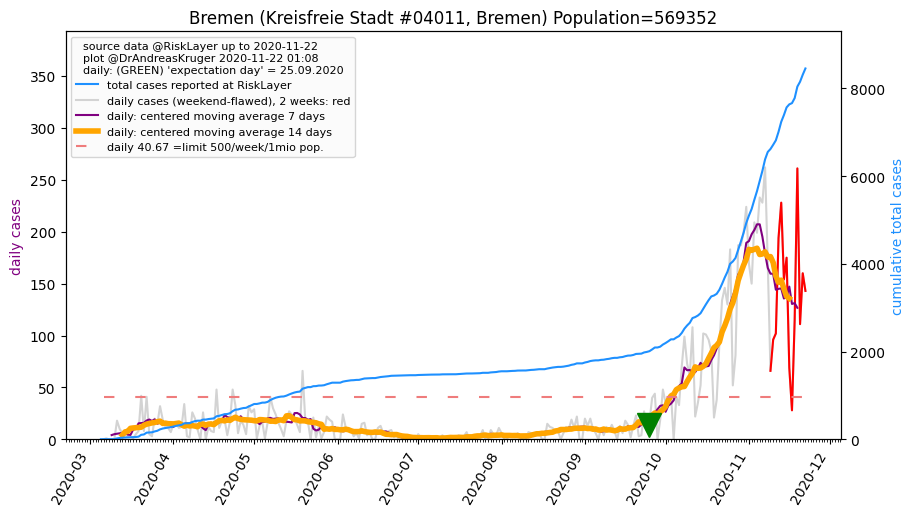 Bremen (Kreisfreie Stadt #04011, Bremen) Population=569352
source data @RiskLayer up to 2020-11-22
plot @DrAndreasKruger 2020-11-22 01:08
daily: (GREEN) 'expectation day' = 25.09.2020
total cases reported at RiskLayer
daily cases (weekend-flawed), 2 weeks: red
daily: centered moving average 7 days
daily: centered moving average 14 days
daily 40.67 =limit 500/week/1mio pop.
daily cases
350
300
250
200
150
100
50
0
cumulative total cases
8000
6000
4000
2000
0
2020-03
2020-04
2020-05
2020-06
2020-07
2020-08
2020-09
2020-10
2020-11
2020-12